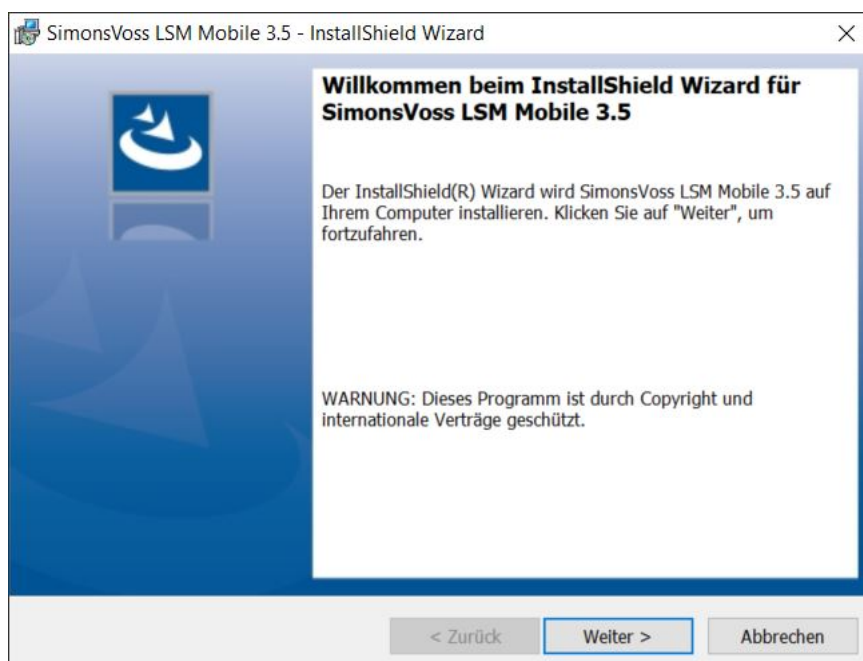 SimonsVoss LSM Mobile 3.5 - InstallShield Wizard
Willkommen beim InstallShield Wizard für
SimonsVoss LSM Mobile 3.5
Der InstallShield(R) Wizard wird SimonsVoss LSM Mobile 3.5 auf
Ihrem Computer installieren. Klicken Sie auf "Weiter", um
fortzufahren.
WARNUNG: Dieses Programm ist durch Copyright und
internationale Verträge geschützt.
< Zurück Weiter > Abbrechen